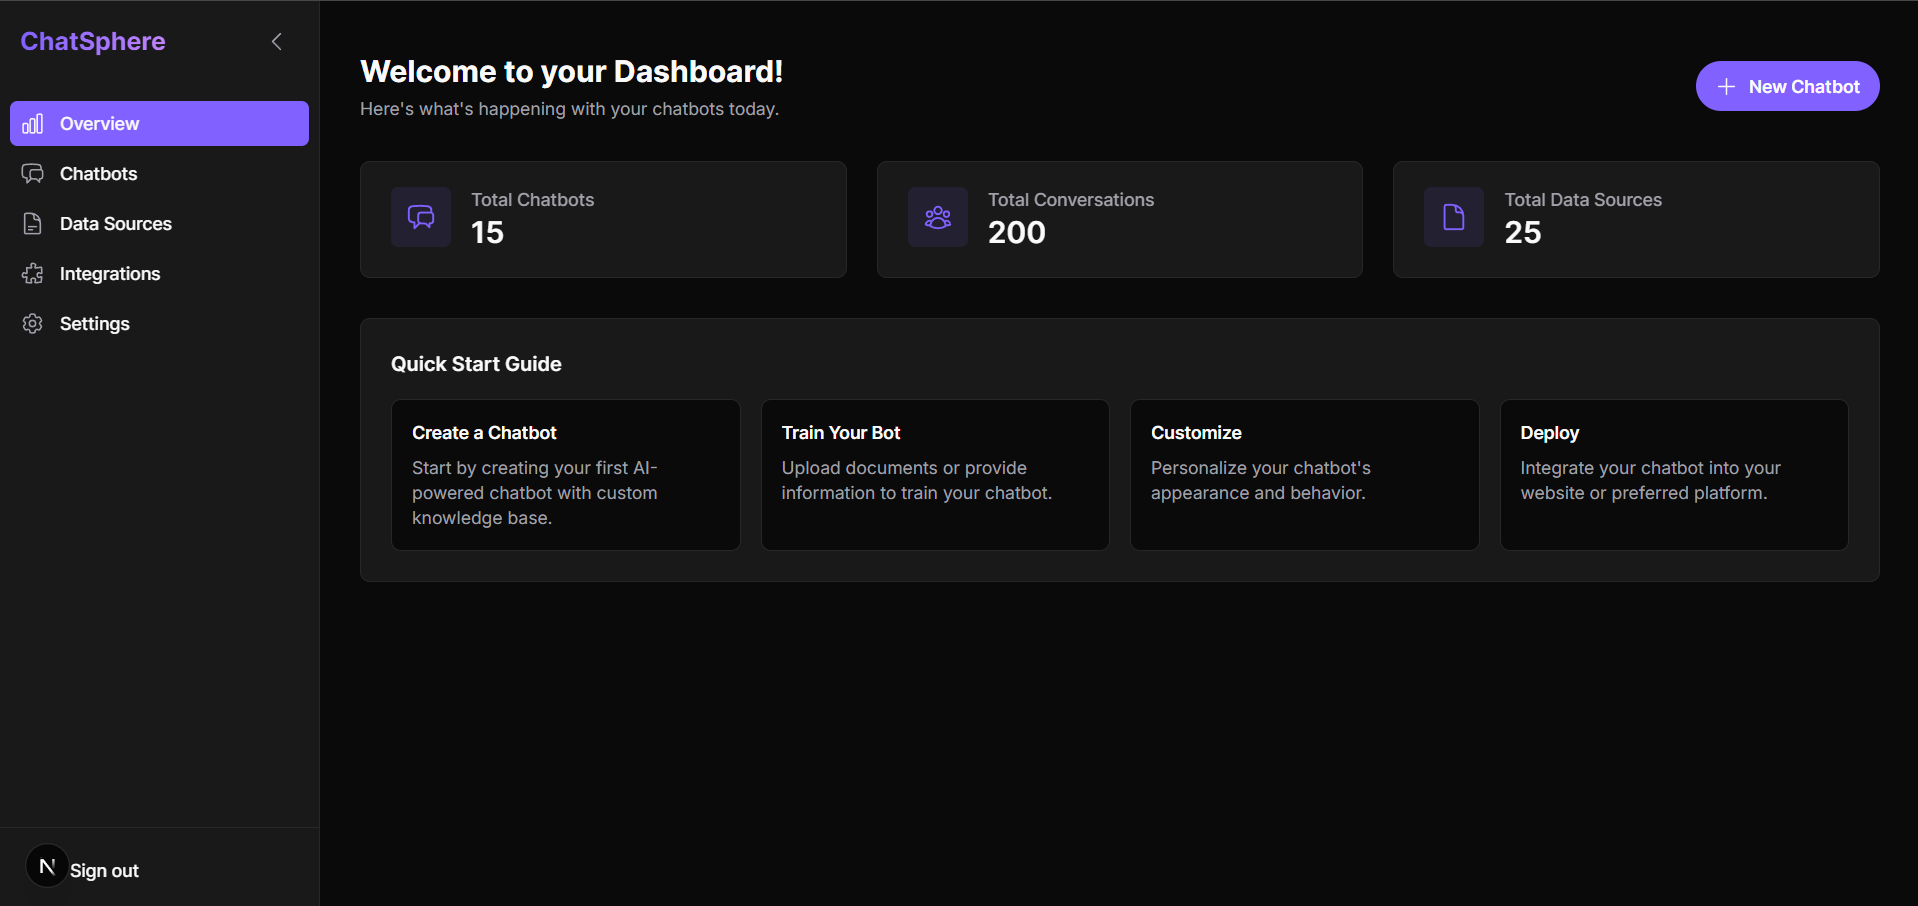 ChatSphere
Overview
Chatbots
Data Sources
Integrations
Settings
N
Sign out
Welcome to your Dashboard!
Here's what's happening with your chatbots today.
New Chatbot
Total Chatbots
15
Total Conversations
200
Total Data Sources
25
Quick Start Guide
Create a Chatbot
Start by creating your first AI-
powered chatbot with custom
knowledge base.
Train Your Bot
Upload documents or provide
information to train your chatbot.
Customize
Personalize your chatbot's
appearance and behavior.
Deploy
Integrate your chatbot into your
website or preferred platform.